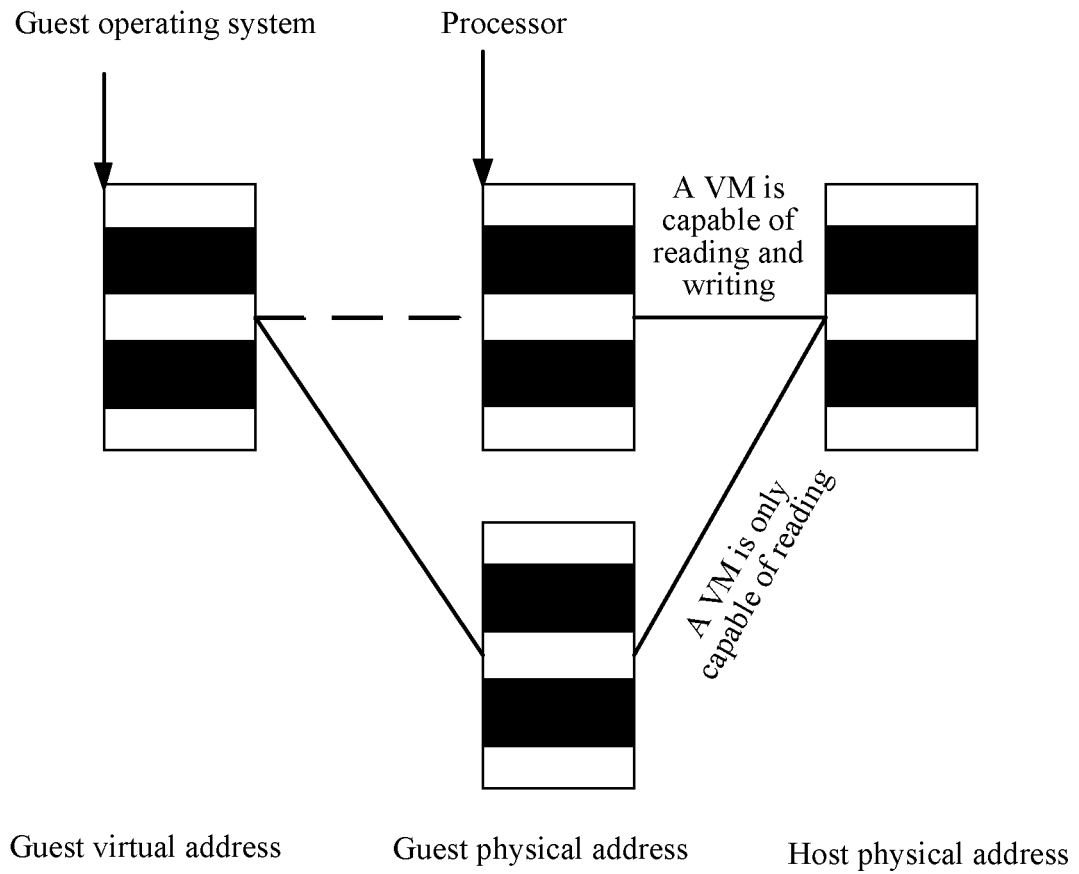 Guest operating system
Processor
A VM is
capable of
reading and
writing
A VM is only
capable of reading
Guest virtual address
Guest physical address
Host physical address